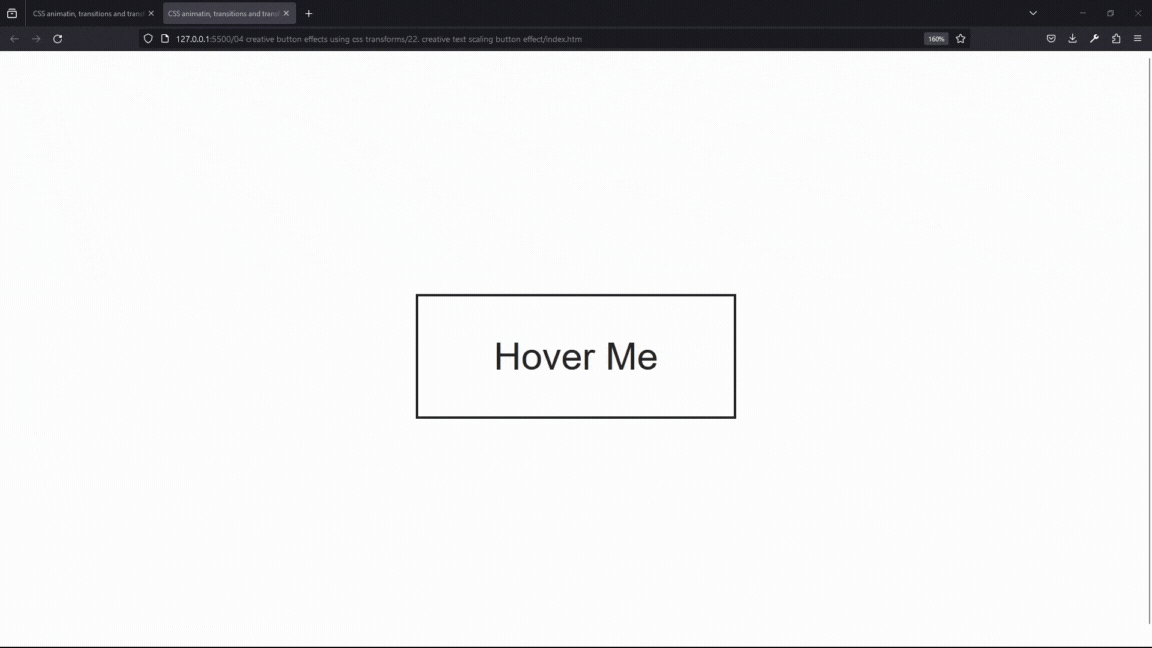 CSS animatin, transitions and trans
CSS animatin, transitions and trans
127.0.0.1:5500/04 creative button effects using css transforms/22. creative text scaling button effect/index.htm
160%
Hover Me